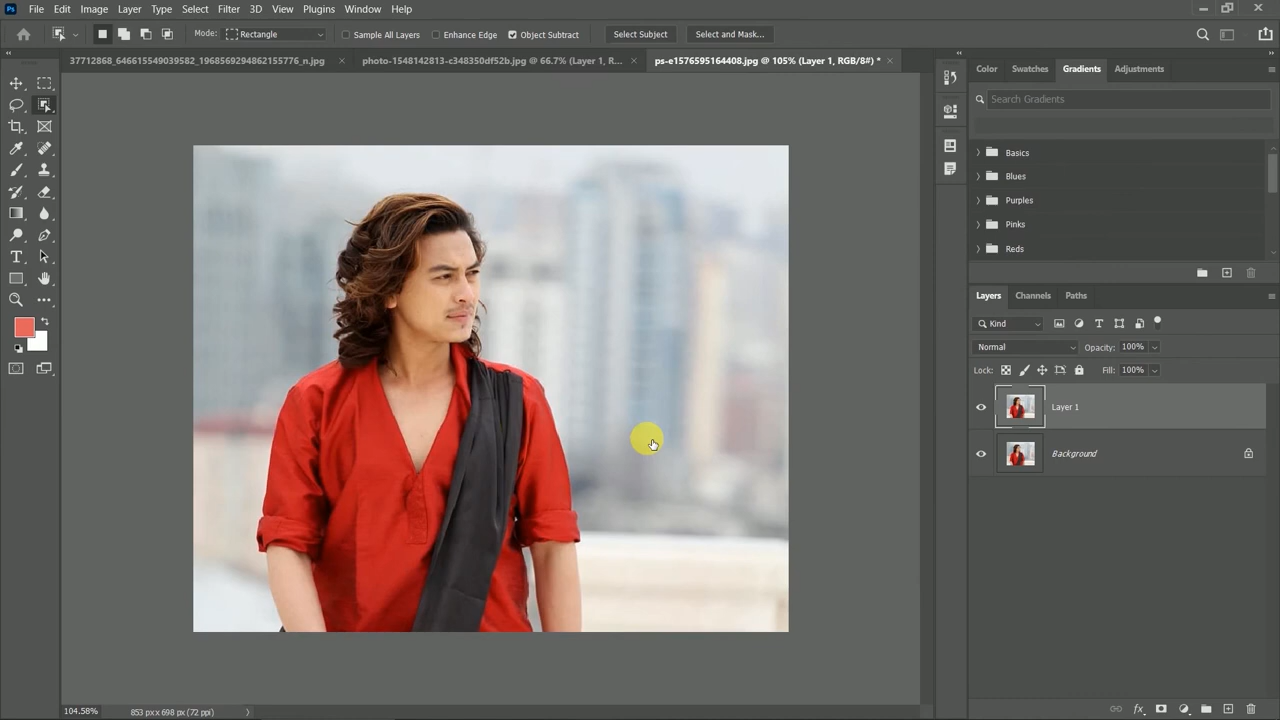 Ps File Edit Image Layer Type Select Filter 3D View Plugins Window Help
Mode: Rectangle Sample All Layers Enhance Edge Object Subtract Select Subject Select and Mask...
37712868_646615549039582_1968569294862155776_n.jpg photo-1548142813-c348350df52b.jpg @ 66.7% (Layer 1, R... ps-e1576595164408.jpg @ 105% (Layer 1, RGB/8#) *
Color Swatches Gradients Adjustments
Search Gradients
Basics
Blues
Purples
Pinks
Reds
Layers Channels Paths
Kind
Normal Opacity: 100%
Lock: Fill: 100%
Layer 1
Background
104.58% 853 px x 698 px (72 ppi)